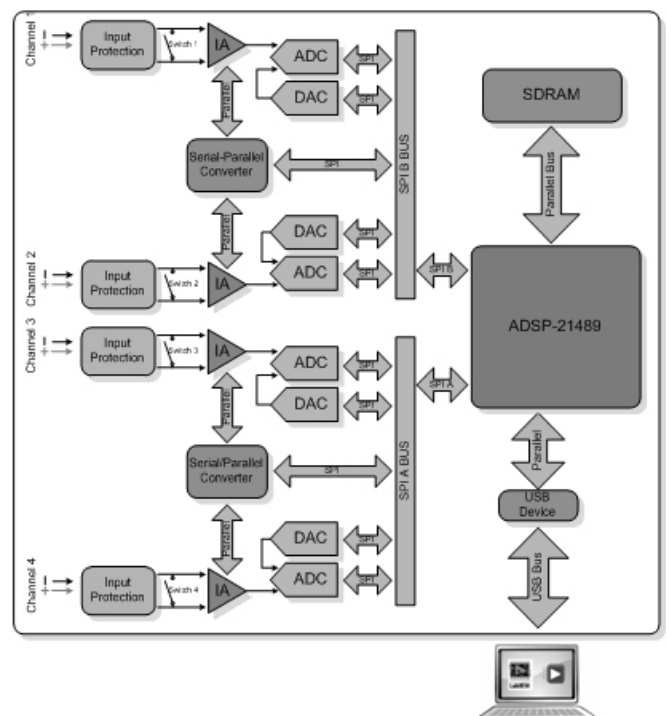 Channel 1
Input
Protection
Switch 1
IA
ADC
SPI
DAC
SPI
Parallel
Serial-Parallel
Converter
SPI
Parallel
SPI B BUS
SDRAM
Parallel Bus
Channel 2
Input
Protection
Switch 2
IA
DAC
SPI
ADC
SPI
SPI B
ADSP-21489
Channel 3
Input
Protection
Switch 3
IA
ADC
SPI
DAC
SPI
SPI A
Parallel
Serial/Parallel
Converter
SPI
Parallel
SPI A BUS
Parallel
USB
Device
USB Bus
Channel 4
Input
Protection
Switch 4
IA
DAC
SPI
ADC
SPI